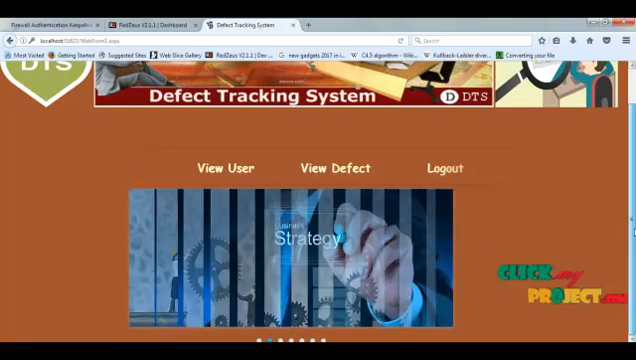 Firewall Authentication Keepaliv
RedZeus V2.1.1 | Dashboard
Defect Tracking System
Search
Most Visited
Getting Started
Suggested Sites
Web Slice Gallery
RedZeus V2.1.1 | Dev ...
new gadgets 2017 in i...
C4.5 algorithm - Wiki...
Kullback-Leibler diver...
Converting your file
DTS
Defect Tracking System
D DTS
View User
View Defect
Logout
Business
Strategy
CLICK my
PROJECT.COM